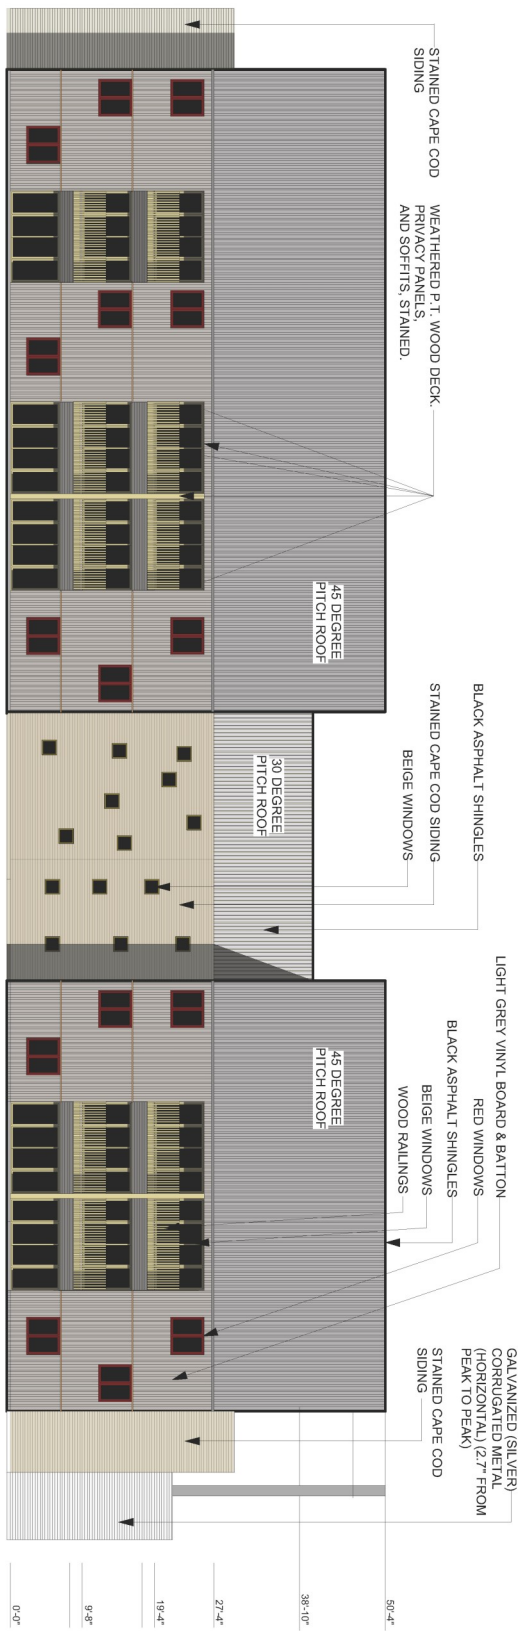 STAINED CAPE COD
SIDING
WEATHERED P.T. WOOD DECK.
PRIVACY PANELS,
AND SOFFITS, STAINED.
45 DEGREE
PITCH ROOF
BLACK ASPHALT SHINGLES
STAINED CAPE COD SIDING
BEIGE WINDOWS
30 DEGREE
PITCH ROOF
LIGHT GREY VINYL BOARD & BATTON
RED WINDOWS
BLACK ASPHALT SHINGLES
BEIGE WINDOWS
WOOD RAILINGS
45 DEGREE
PITCH ROOF
GALVANIZED (SILVER)
CORRUGATED METAL
(HORIZONTAL) (2.7" FROM
PEAK TO PEAK)
STAINED CAPE COD
SIDING
50'-4"
38'-10"
27'-4"
19'-4"
9'-8"
0'-0"